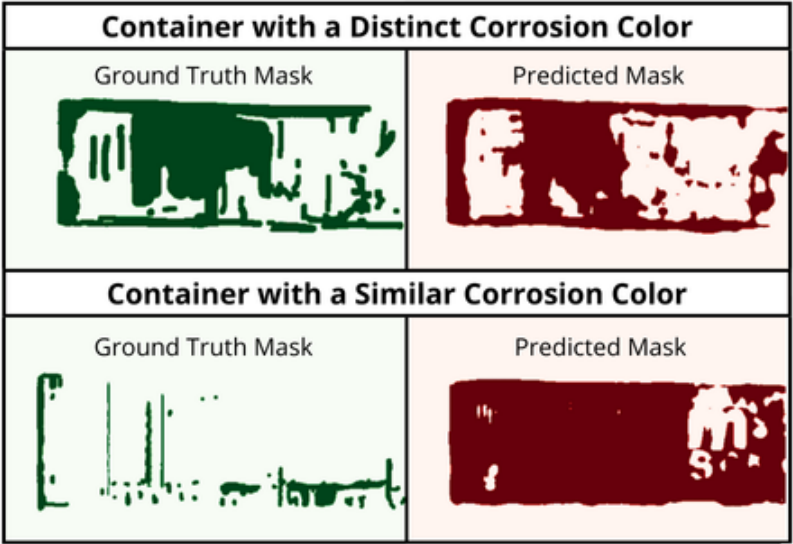 Container with a Distinct Corrosion Color
Ground Truth Mask
Predicted Mask
Container with a Similar Corrosion Color
Ground Truth Mask
Predicted Mask